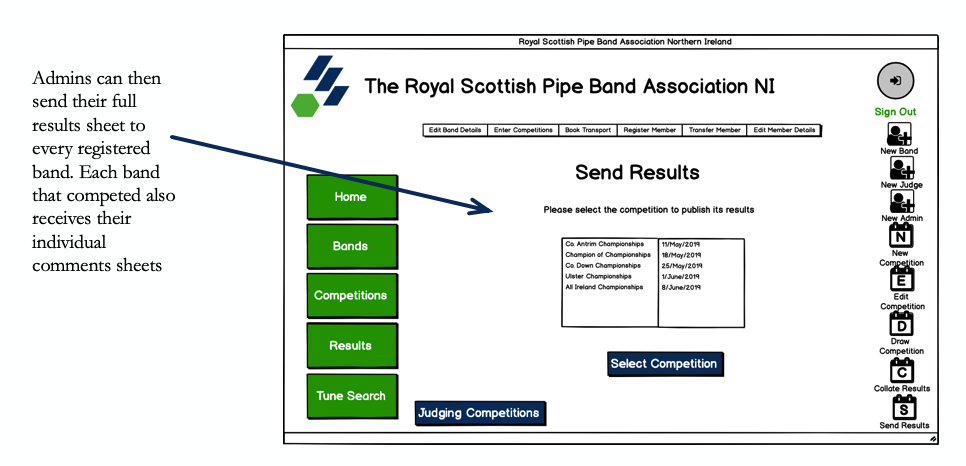 Royal Scottish Pipe Band Association Northern Ireland
Admins can then
send their full
results sheet to
every registered
band. Each band
that competed also
receives their
individual
comments sheets
The Royal Scottish Pipe Band Association NI
Sign Out
Edit Band Details Enter Competitions Book Transport Register Member Transfer Member Edit Member Details
New Band
New Judge
New Admin
N
New
Competition
E
Edit
Competition
D
Draw
Competition
C
Collate Results
S
Send Results
Home
Bands
Competitions
Results
Tune Search
Send Results
Please select the competition to publish its results
Co. Antrim Championships 11/May/2019
Champion of Championships 18/May/2019
Co. Down Championships 25/May/2019
Ulster Championships 1/June/2019
All Ireland Championships 8/June/2019
Select Competition
Judging Competitions